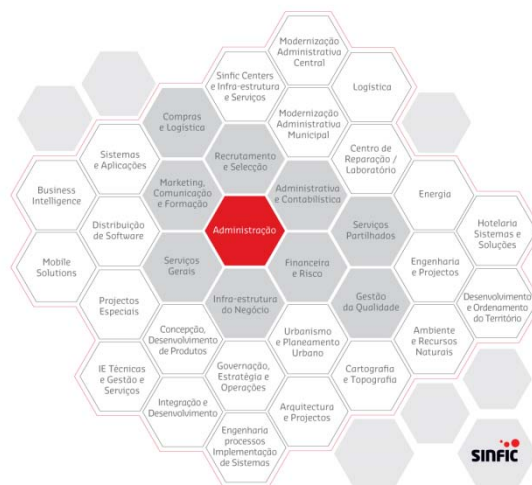 Modernização
Administrativa
Central
Sinfic Centers
e Infra-estrutura
e Serviços
Logística
Compras
e Logística
Modernização
Administrativa
Municipal
Sistemas
e Aplicações
Recrutamento
e Selecção
Centro de
Reparação /
Laboratório
Business
Intelligence
Marketing,
Comunicação
e Formação
Administrativa
e Contabilística
Energia
Distribuição
de Software
Administração
Serviços
Partilhados
Hotelaria
Sistemas e
Soluções
Mobile
Solutions
Serviços
Gerais
Financeira
e Risco
Engenharia
e Projectos
Projectos
Especiais
Infra-estrutura
do Negócio
Gestão
da Qualidade
Desenvolvimento
e Ordenamento
do Território
Concepção,
Desenvolvimento
de Produtos
Urbanismo
e Planeamento
Urbano
Ambiente
e Recursos
Naturais
IE Técnicas
e Gestão e
Serviços
Governação,
Estratégia e
Operações
Cartografia
e Topografia
Integração e
Desenvolvimento
Arquitectura
e Projectos
Engenharia
processos
Implementação
de Sistemas
SINFIC